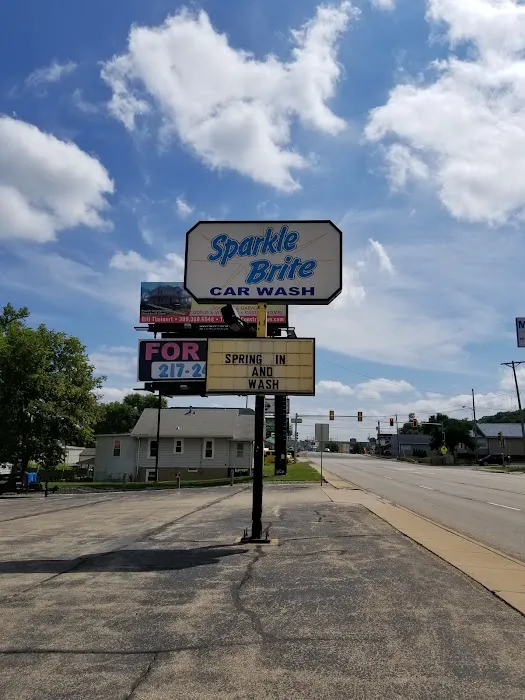 Sparkle
Brite
CAR WASH
FOR
217-2
SPRING IN
AND
WASH